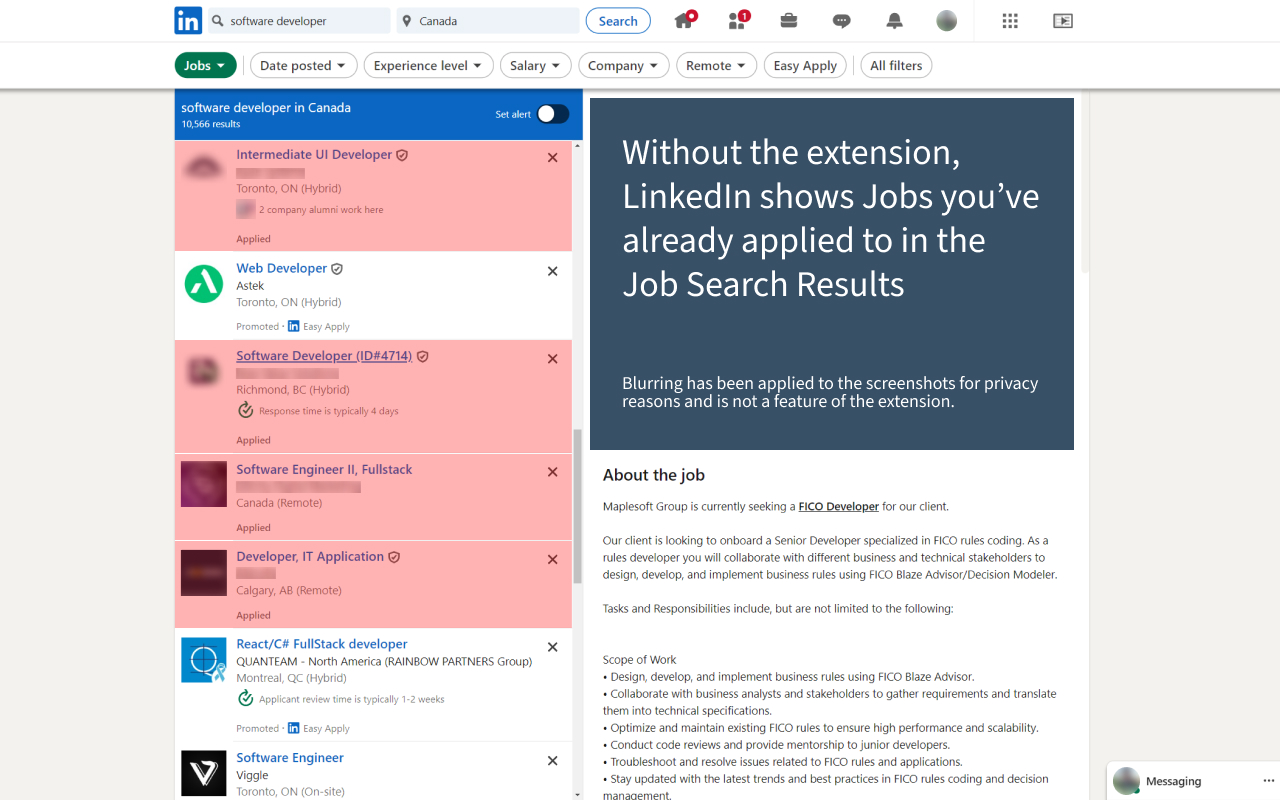 software developer
Canada
Search
1
Jobs
Date posted
Experience level
Salary
Company
Remote
Easy Apply
All filters
software developer in Canada
10,566 results
Set alert
Intermediate UI Developer
Toronto, ON (Hybrid)
2 company alumni work here
Applied
Web Developer
Astek
Toronto, ON (Hybrid)
Promoted · in Easy Apply
Software Developer (ID#4714)
Richmond, BC (Hybrid)
Response time is typically 4 days
Applied
Software Engineer II, Fullstack
Canada (Remote)
Applied
Developer, IT Application
Calgary, AB (Remote)
Applied
React/C# FullStack developer
QUANTEAM - North America (RAINBOW PARTNERS Group)
Montreal, QC (Hybrid)
Applicant review time is typically 1-2 weeks
Promoted · in Easy Apply
Software Engineer
Viggle
Toronto, ON (On-site)
Without the extension,
LinkedIn shows Jobs you’ve
already applied to in the
Job Search Results
Blurring has been applied to the screenshots for privacy
reasons and is not a feature of the extension.
About the job
Maplesoft Group is currently seeking a FICO Developer for our client.
Our client is looking to onboard a Senior Developer specialized in FICO rules coding. As a
rules developer you will collaborate with different business and technical stakeholders to
design, develop, and implement business rules using FICO Blaze Advisor/Decision Modeler.
Tasks and Responsibilities include, but are not limited to the following:
Scope of Work
• Design, develop, and implement business rules using FICO Blaze Advisor.
• Collaborate with business analysts and stakeholders to gather requirements and translate
them into technical specifications.
• Optimize and maintain existing FICO rules to ensure high performance and scalability.
• Conduct code reviews and provide mentorship to junior developers.
• Troubleshoot and resolve issues related to FICO rules and applications.
• Stay updated with the latest trends and best practices in FICO rules coding and decision
management.
Messaging